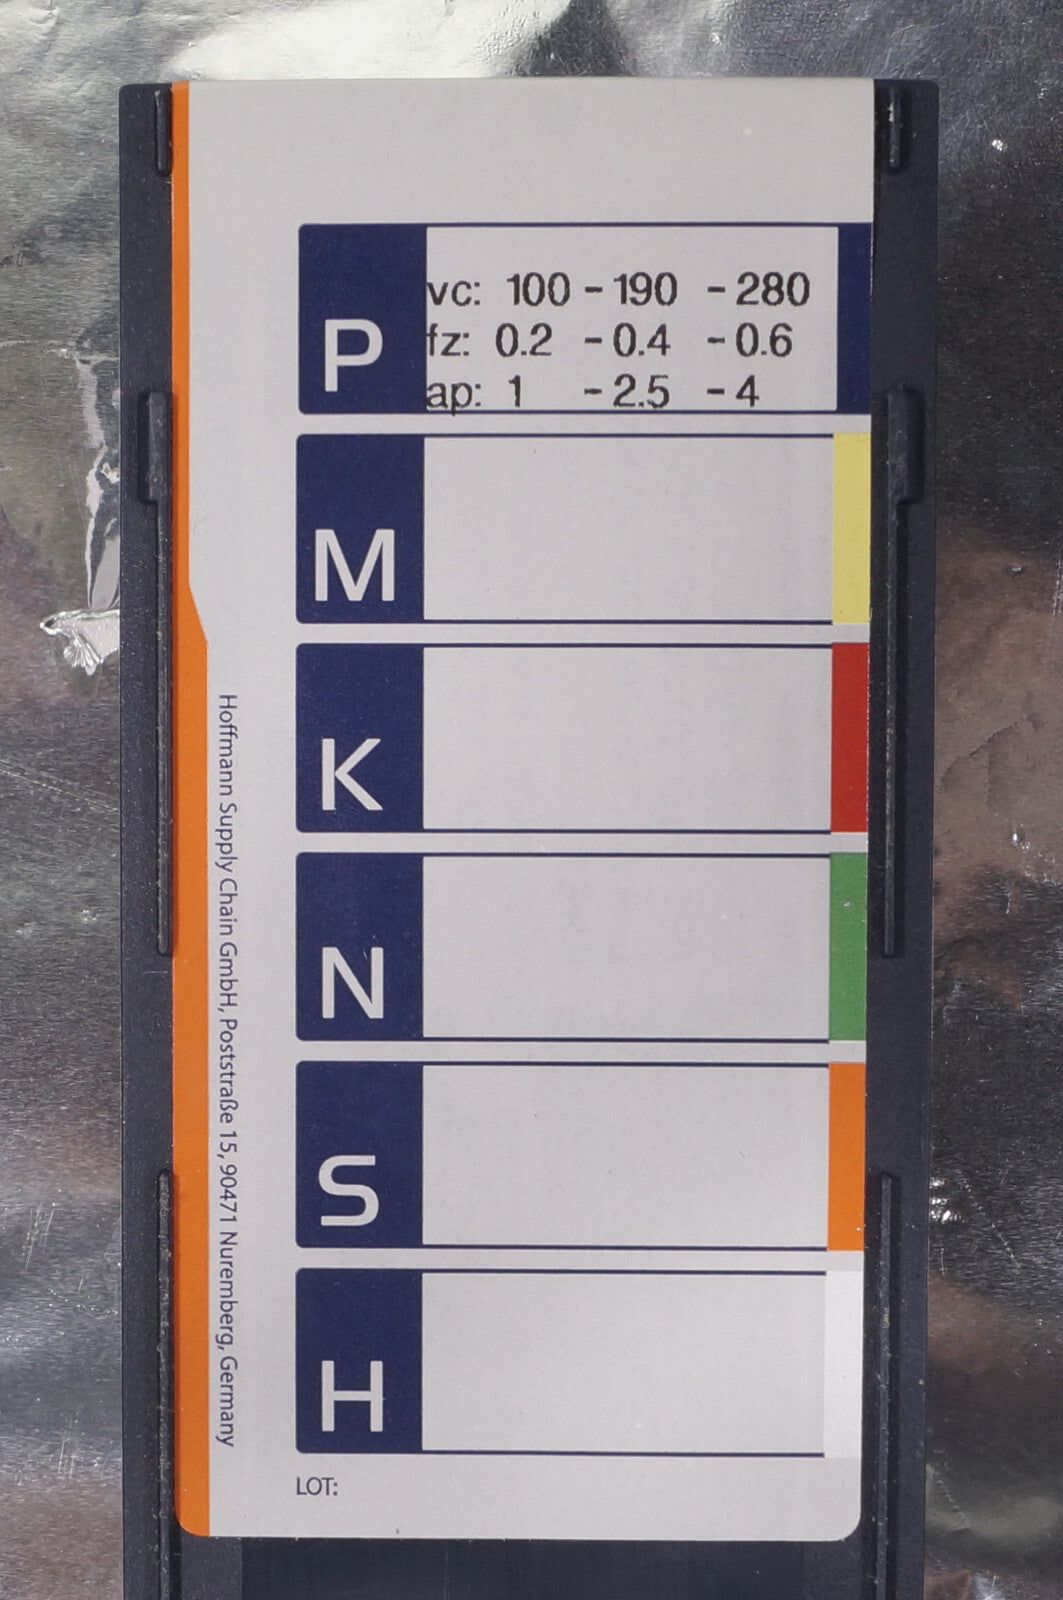 P
vc: 100 - 190 - 280
fz: 0.2 - 0.4 - 0.6
ap: 1 - 2.5 - 4
M
K
N
S
H
LOT:
Hoffmann Supply Chain GmbH, Poststraße 15, 90471 Nuremberg, Germany